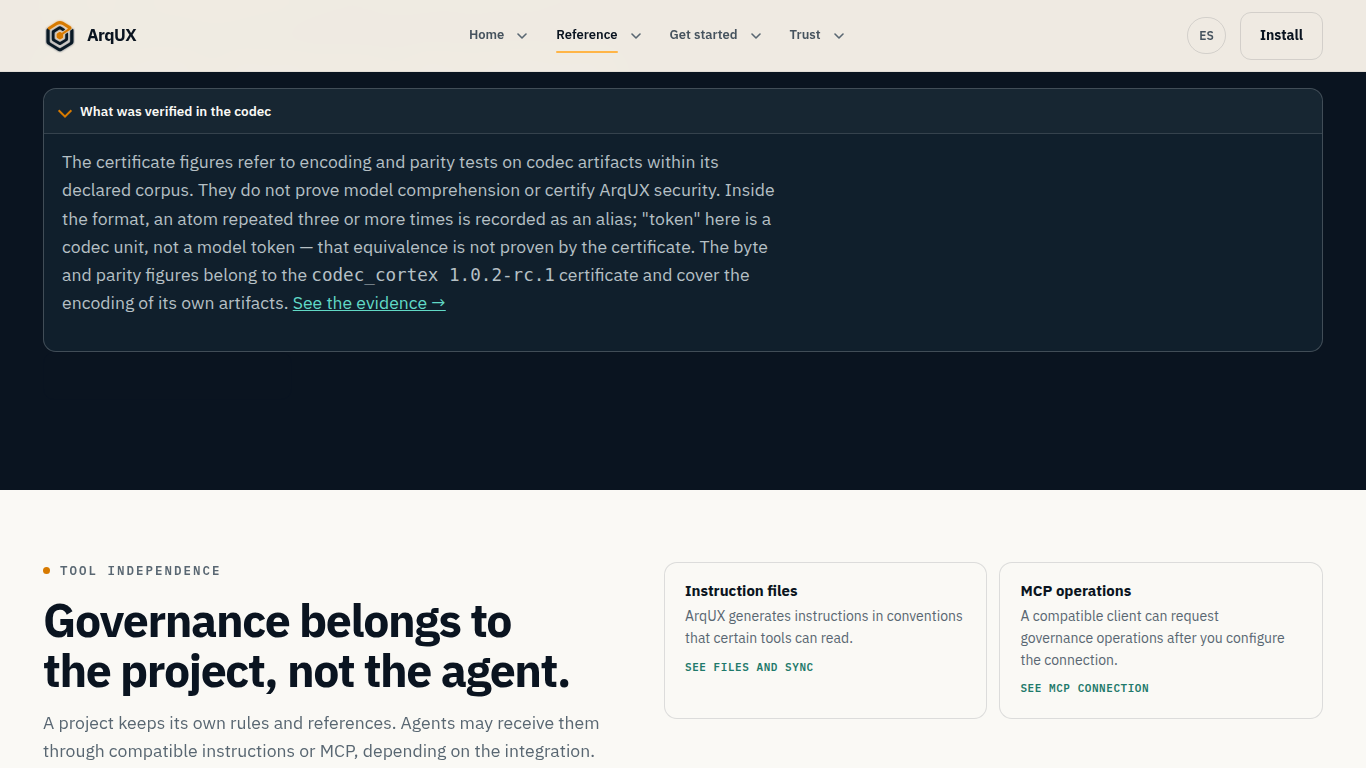 ArqUX
Home
Reference
Get started
Trust
ES
Install
What was verified in the codec
The certificate figures refer to encoding and parity tests on codec artifacts within its
declared corpus. They do not prove model comprehension or certify ArqUX security. Inside
the format, an atom repeated three or more times is recorded as an alias; "token" here is a
codec unit, not a model token — that equivalence is not proven by the certificate. The byte
and parity figures belong to the codec_cortex 1.0.2-rc.1 certificate and cover the
encoding of its own artifacts. See the evidence →
TOOL INDEPENDENCE
Governance belongs to
the project, not the agent.
A project keeps its own rules and references. Agents may receive them
through compatible instructions or MCP, depending on the integration.
Instruction files
ArqUX generates instructions in conventions
that certain tools can read.
SEE FILES AND SYNC
MCP operations
A compatible client can request
governance operations after you configure
the connection.
SEE MCP CONNECTION